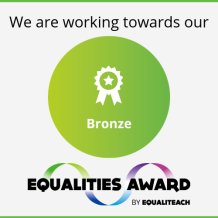 We are working towards our
Bronze
EQUALITIES AWARD
BY EQUALITEACH